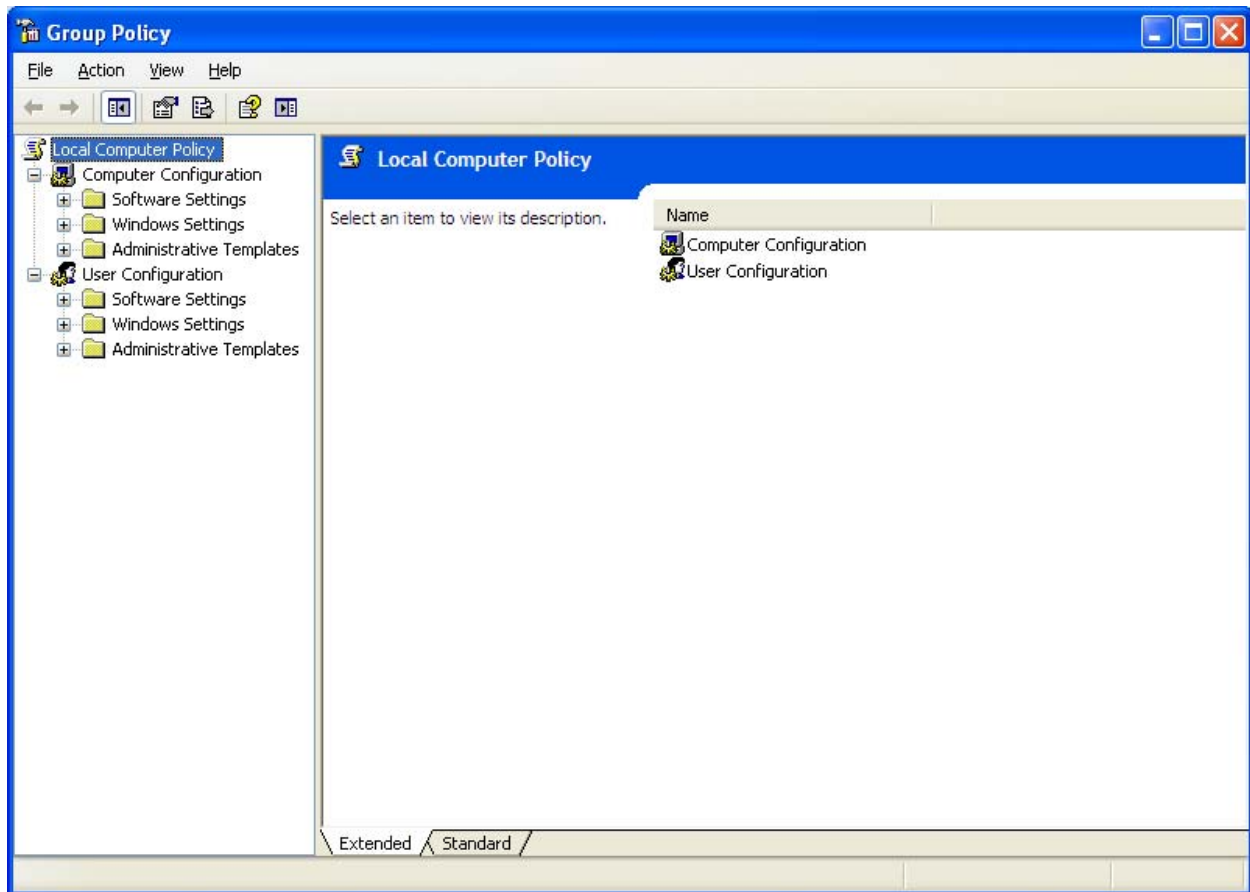 Group Policy
File Action View Help
Local Computer Policy
Computer Configuration
Software Settings
Windows Settings
Administrative Templates
User Configuration
Software Settings
Windows Settings
Administrative Templates
Local Computer Policy
Select an item to view its description.
Name
Computer Configuration
User Configuration
Extended Standard